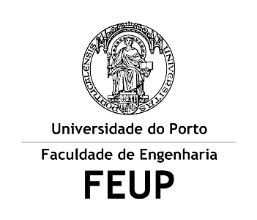 Universidade do Porto
Faculdade de Engenharia
FEUP